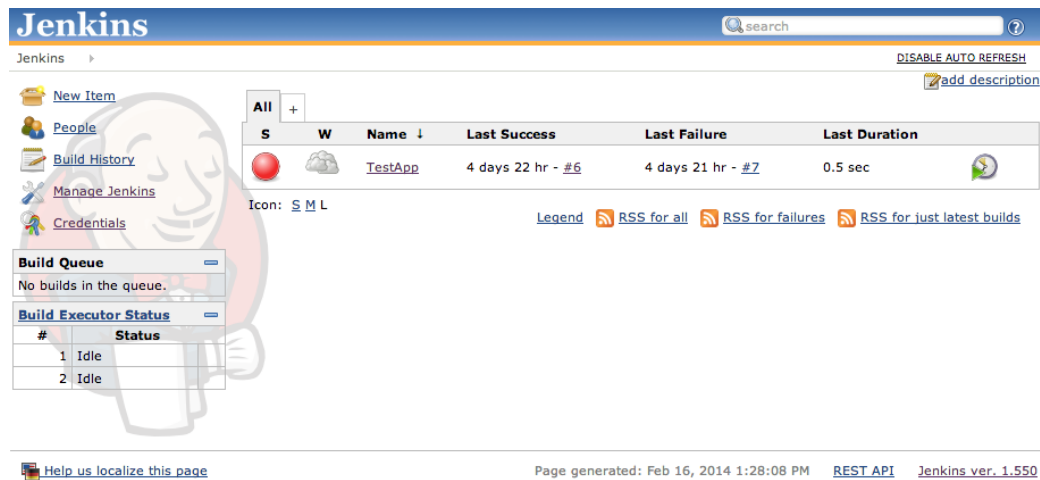 Jenkins
search
?
Jenkins
DISABLE AUTO REFRESH
add description
New Item
People
Build History
Manage Jenkins
Credentials
All +
S W Name ↓ Last Success Last Failure Last Duration
TestApp 4 days 22 hr - #6 4 days 21 hr - #7 0.5 sec
Icon: S M L
Legend RSS for all RSS for failures RSS for just latest builds
Build Queue
No builds in the queue.
Build Executor Status
# Status
1 Idle
2 Idle
Help us localize this page
Page generated: Feb 16, 2014 1:28:08 PM REST API Jenkins ver. 1.550